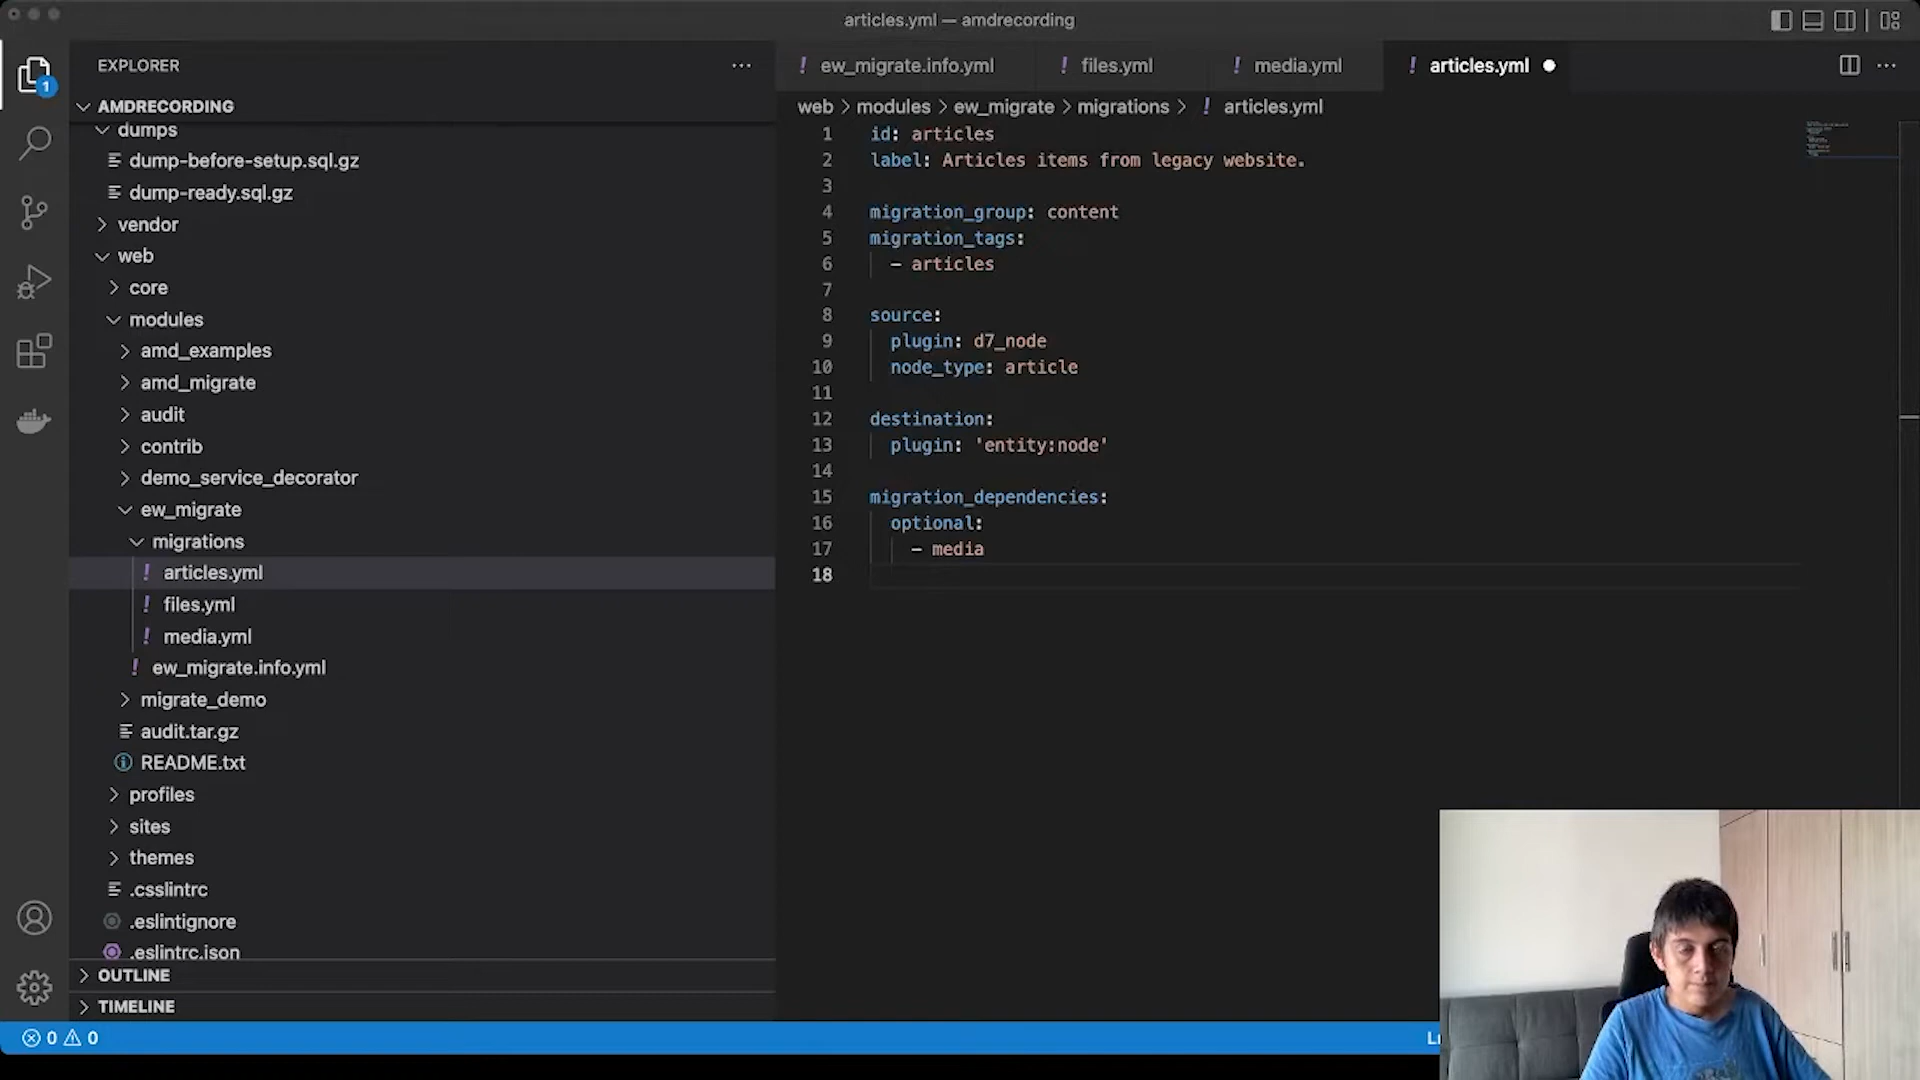 articles.yml — amdrecording
EXPLORER
1
AMDRECORDING
dumps
dump-before-setup.sql.gz
dump-ready.sql.gz
vendor
web
core
modules
amd_examples
amd_migrate
audit
contrib
demo_service_decorator
ew_migrate
migrations
articles.yml
files.yml
media.yml
ew_migrate.info.yml
migrate_demo
audit.tar.gz
README.txt
profiles
sites
themes
.csslintrc
.eslintignore
.eslintrc.json
OUTLINE
TIMELINE
0 0
! ew_migrate.info.yml ! files.yml ! media.yml ! articles.yml
web > modules > ew_migrate > migrations > ! articles.yml
1 id: articles
2 label: Articles items from legacy website.
3
4 migration_group: content
5 migration_tags:
6 - articles
7
8 source:
9 plugin: d7_node
10 node_type: article
11
12 destination:
13 plugin: 'entity:node'
14
15 migration_dependencies:
16 optional:
17 - media
18